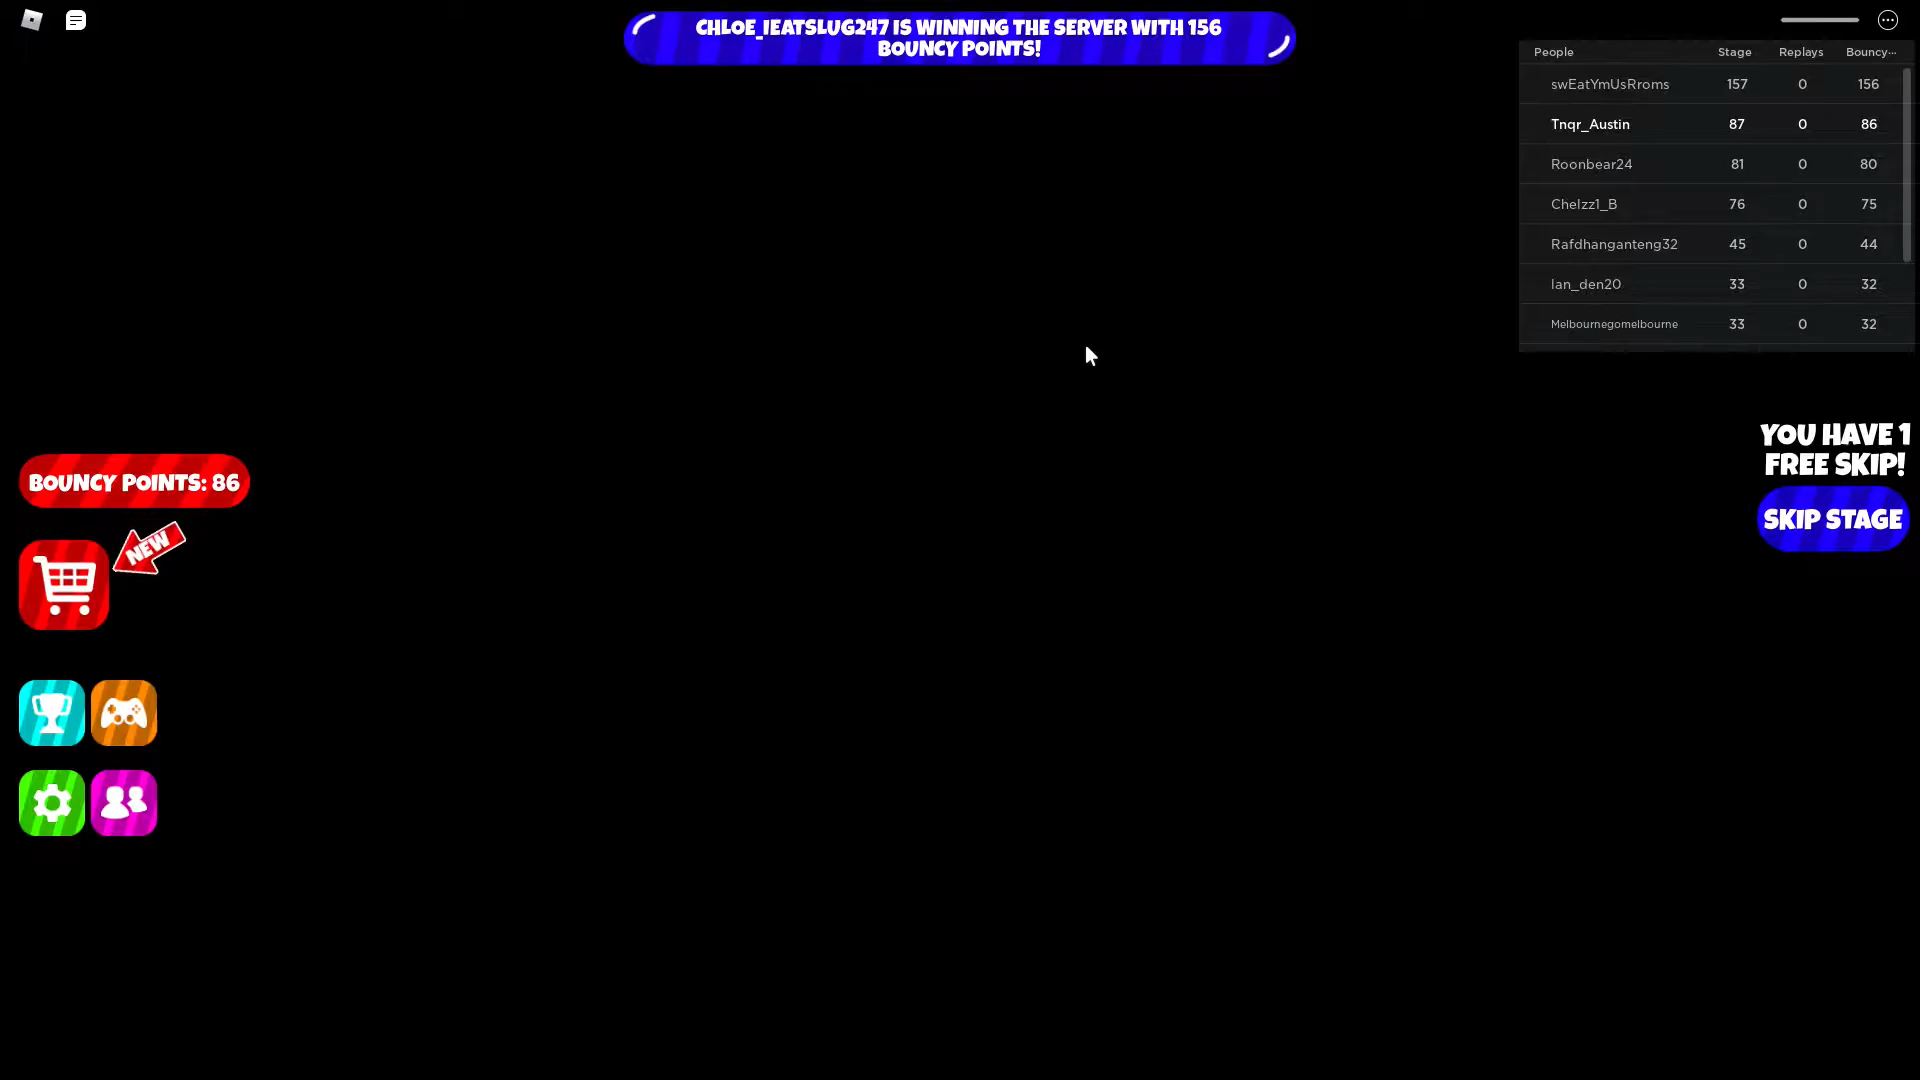 CHLOE_IEATSLUG247 IS WINNING THE SERVER WITH 156
BOUNCY POINTS!
People Stage Replays Bouncy...
swEatYmUsRroms 157 0 156
Tnqr_Austin 87 0 86
Roonbear24 81 0 80
Chelzz1_B 76 0 75
Rafdhanganteng32 45 0 44
Ian_den20 33 0 32
Melbournegomelbourne 33 0 32
YOU HAVE 1
FREE SKIP!
SKIP STAGE
BOUNCY POINTS: 86
NEW